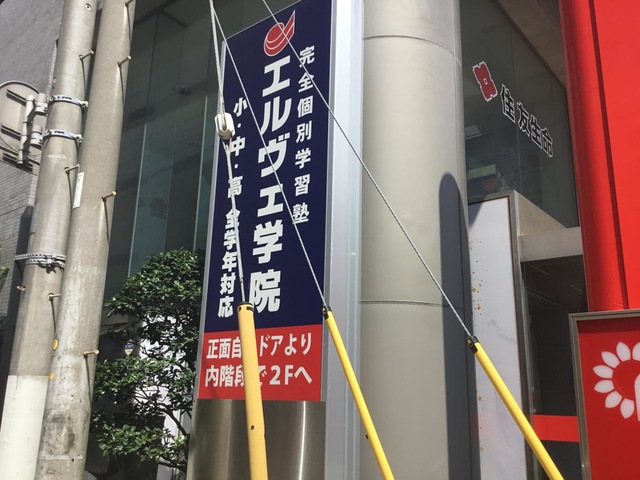 完全個別学習塾
エルヴェ学院
小・中・高 全学年対応
正面自ドアより
内階段で2Fへ
住友生命